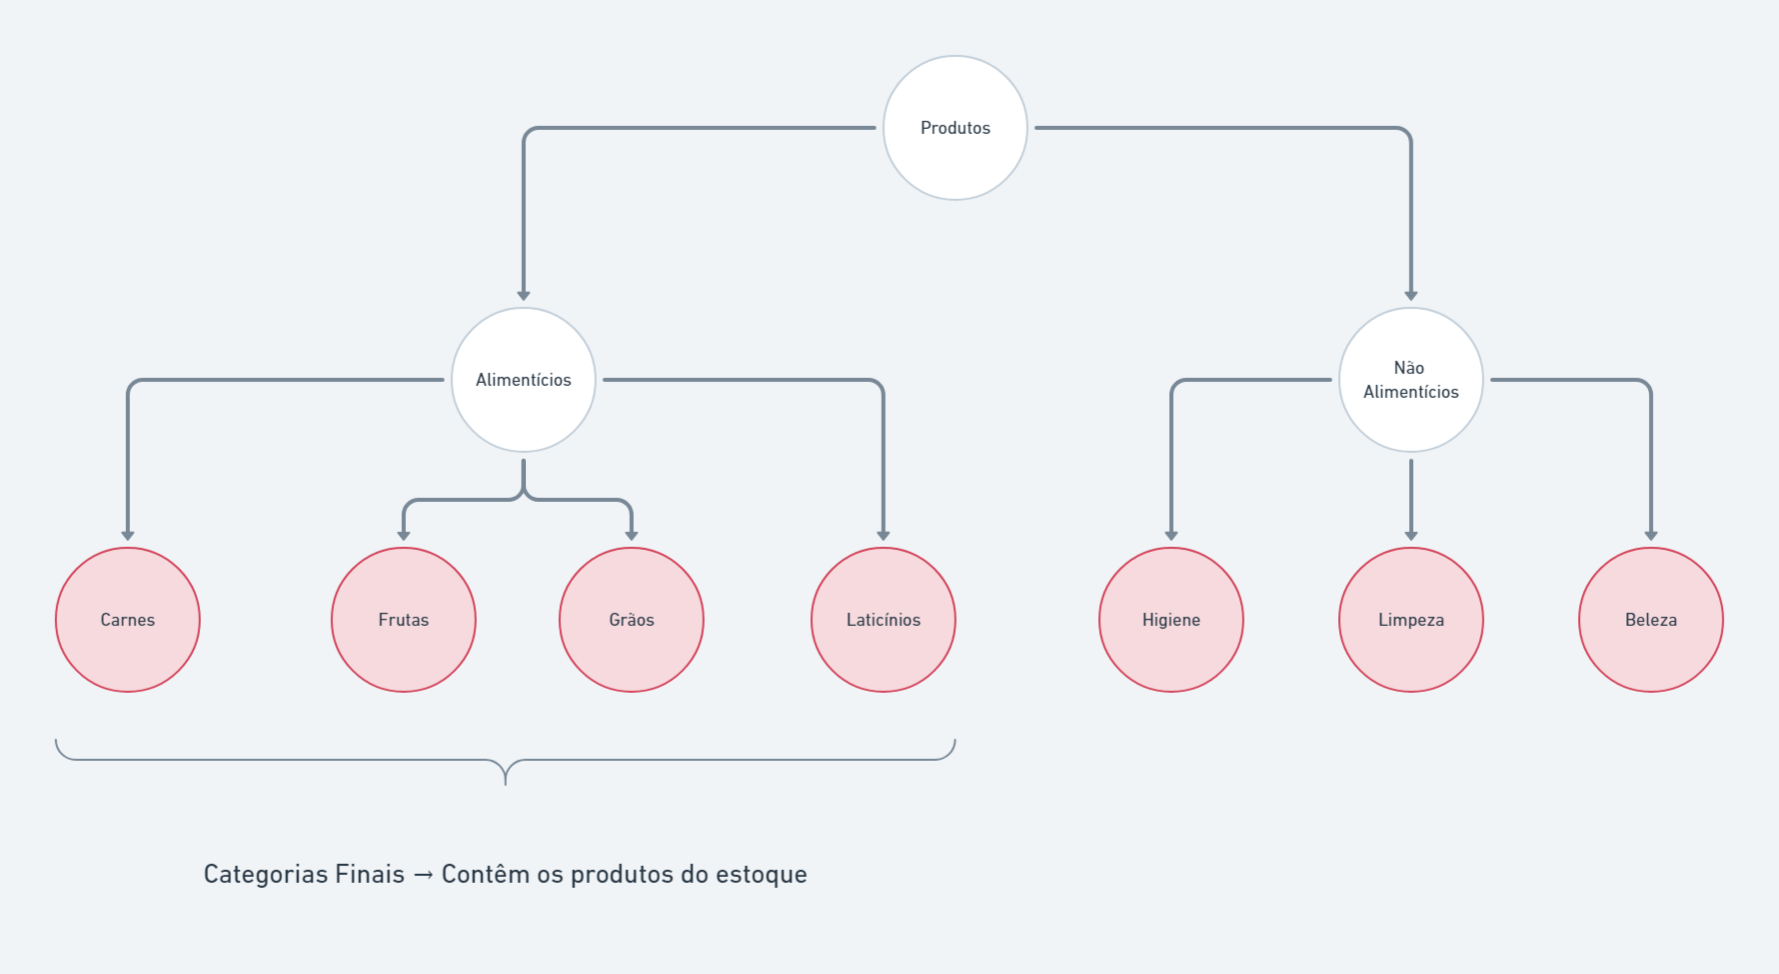 Produtos
Alimentícios
Não
Alimentícios
Carnes
Frutas
Grãos
Laticínios
Higiene
Limpeza
Beleza
Categorias Finais → Contêm os produtos do estoque